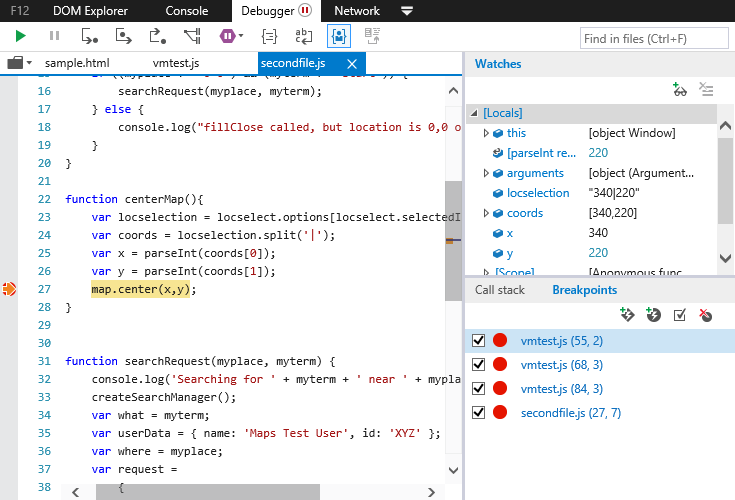 F12 DOM Explorer Console Debugger Network
Find in files (Ctrl+F)
sample.html vmtest.js secondfile.js
16 searchRequest(myplace, myterm);
17 } else {
18 console.log("fillClose called, but location is 0,0 o
19 }
20 }
21
22 function centerMap(){
23 var locselection = locselect.options[locselect.selectedI
24 var coords = locselection.split('|');
25 var x = parseInt(coords[0]);
26 var y = parseInt(coords[1]);
27 map.center(x,y);
28 }
29
30
31 function searchRequest(myplace, myterm) {
32 console.log('Searching for ' + myterm + ' near ' + mypla
33 createSearchManager();
34 var what = myterm;
35 var userData = { name: 'Maps Test User', id: 'XYZ' };
36 var where = myplace;
37 var request =
38 {
Watches
[Locals]
this [object Window]
[parseInt re... 220
arguments [object (Argument...
locselection "340|220"
coords [340,220]
x 340
y 220
[Scope] [Anonymous func
Call stack Breakpoints
vmtest.js (55, 2)
vmtest.js (68, 3)
vmtest.js (84, 3)
secondfile.js (27, 7)